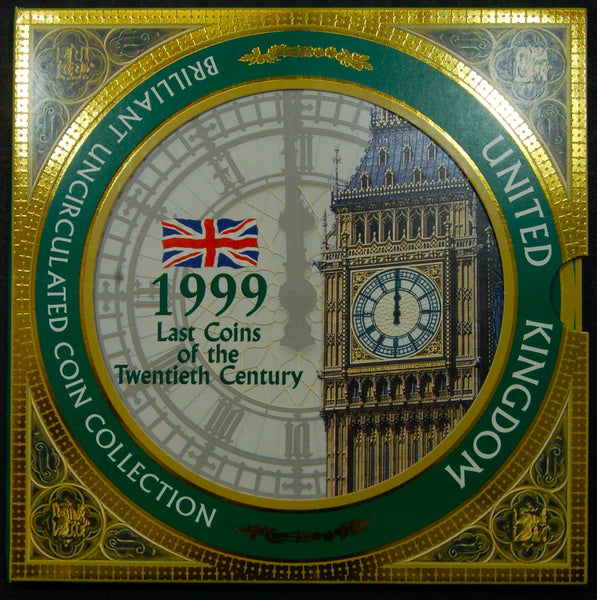 BRILLIANT UNCIRCULATED COIN COLLECTION
UNITED KINGDOM
1999
Last Coins
of the
Twentieth Century